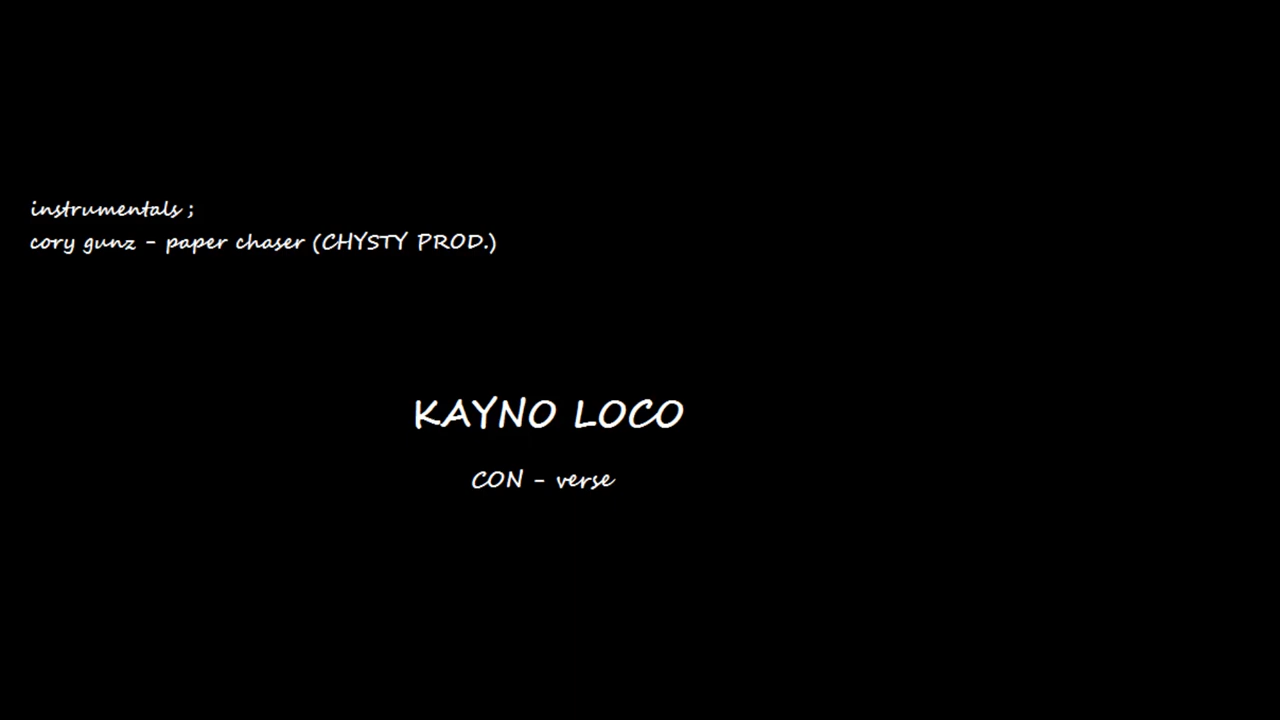 instrumentals ;
cory gunz - paper chaser (CHYSTY PROD.)
KAYNO LOCO
CON - verse